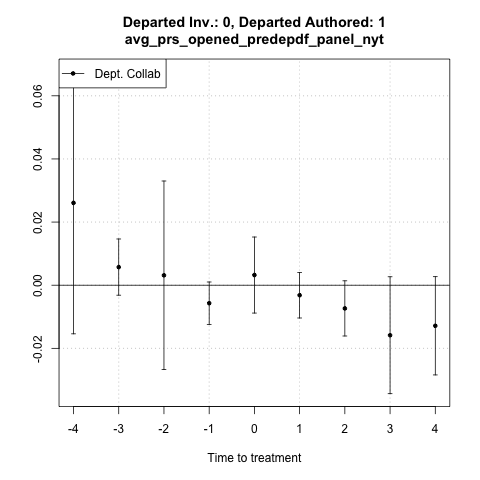 Departed Inv.: 0, Departed Authored: 1
avg_prs_opened_predepdf_panel_nyt
Dept. Collab
0.06
0.04
0.02
0.00
-0.02
-4 -3 -2 -1 0 1 2 3 4
Time to treatment